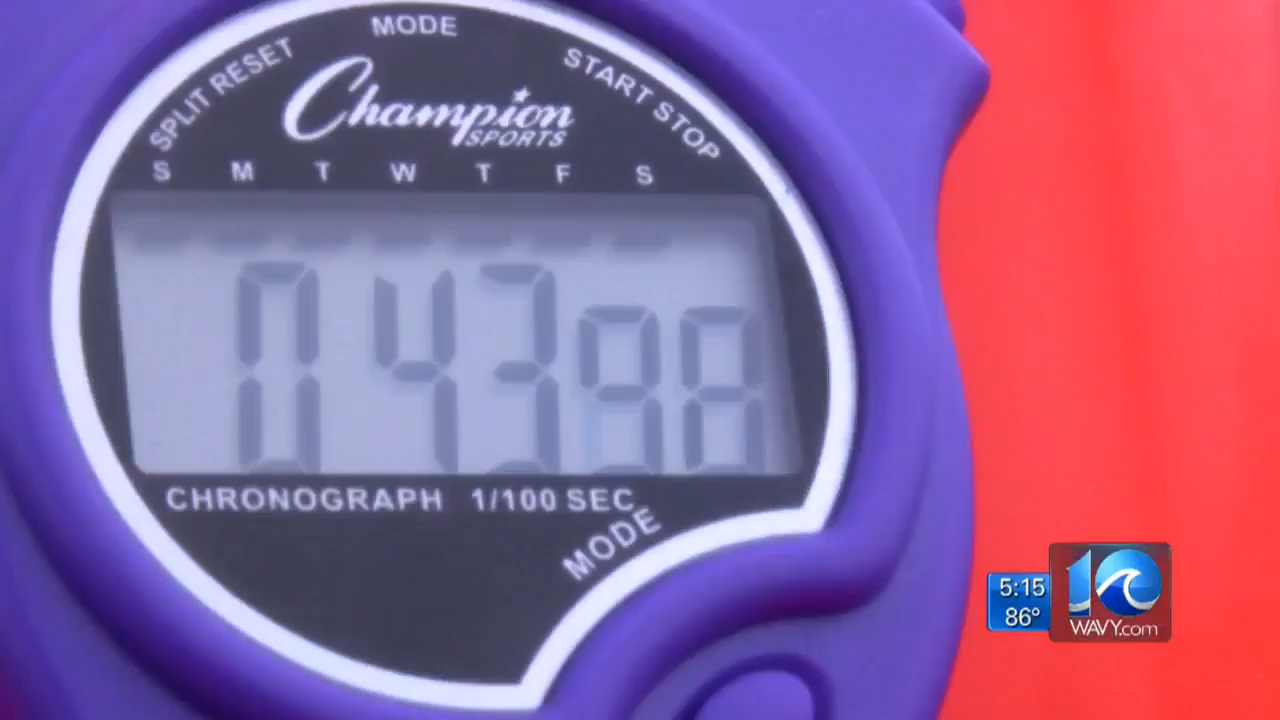 MODE
SPLIT RESET
START STOP
Champion
SPORTS
S M T W T F S
0 43 98
CHRONOGRAPH 1/100 SEC
MODE
5:15
86°
10
WAVY.com